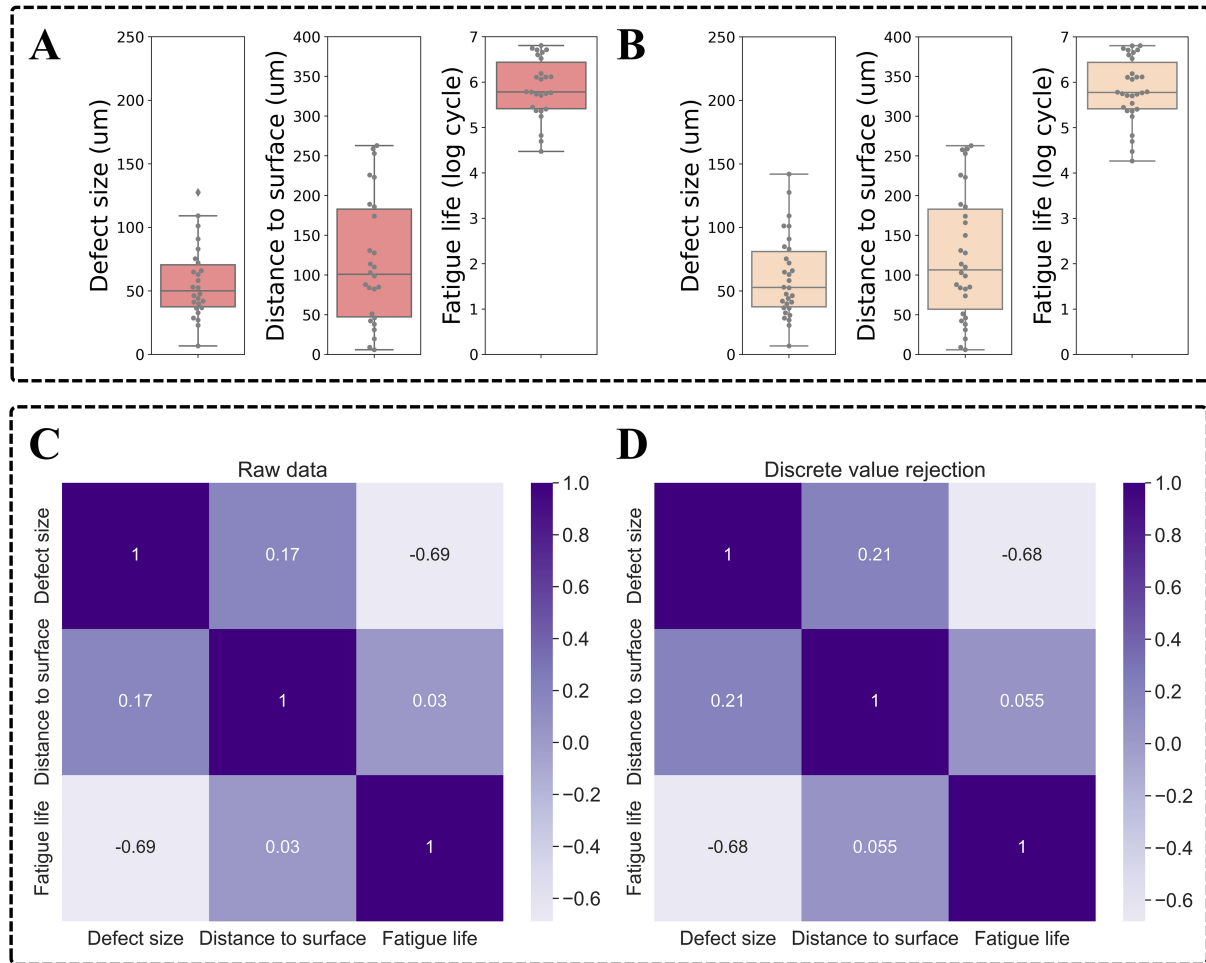 A
Defect size (um)
250
200
150
100
50
0
Distance to surface (um)
400
350
300
250
200
150
100
50
0
Fatigue life (log cycle)
7
6
5
4
3
2
1
0
B
Defect size (um)
250
200
150
100
50
0
Distance to surface (um)
400
350
300
250
200
150
100
50
0
Fatigue life (log cycle)
7
6
5
4
3
2
1
0
C
Raw data
Defect size
Distance to surface
Fatigue life
1 0.17 -0.69
0.17 1 0.03
-0.69 0.03 1
Defect size Distance to surface Fatigue life
1.0
0.8
0.6
0.4
0.2
0.0
−0.2
−0.4
−0.6
D
Discrete value rejection
Defect size
Distance to surface
Fatigue life
1 0.21 -0.68
0.21 1 0.055
-0.68 0.055 1
Defect size Distance to surface Fatigue life
1.0
0.8
0.6
0.4
0.2
0.0
−0.2
−0.4
−0.6